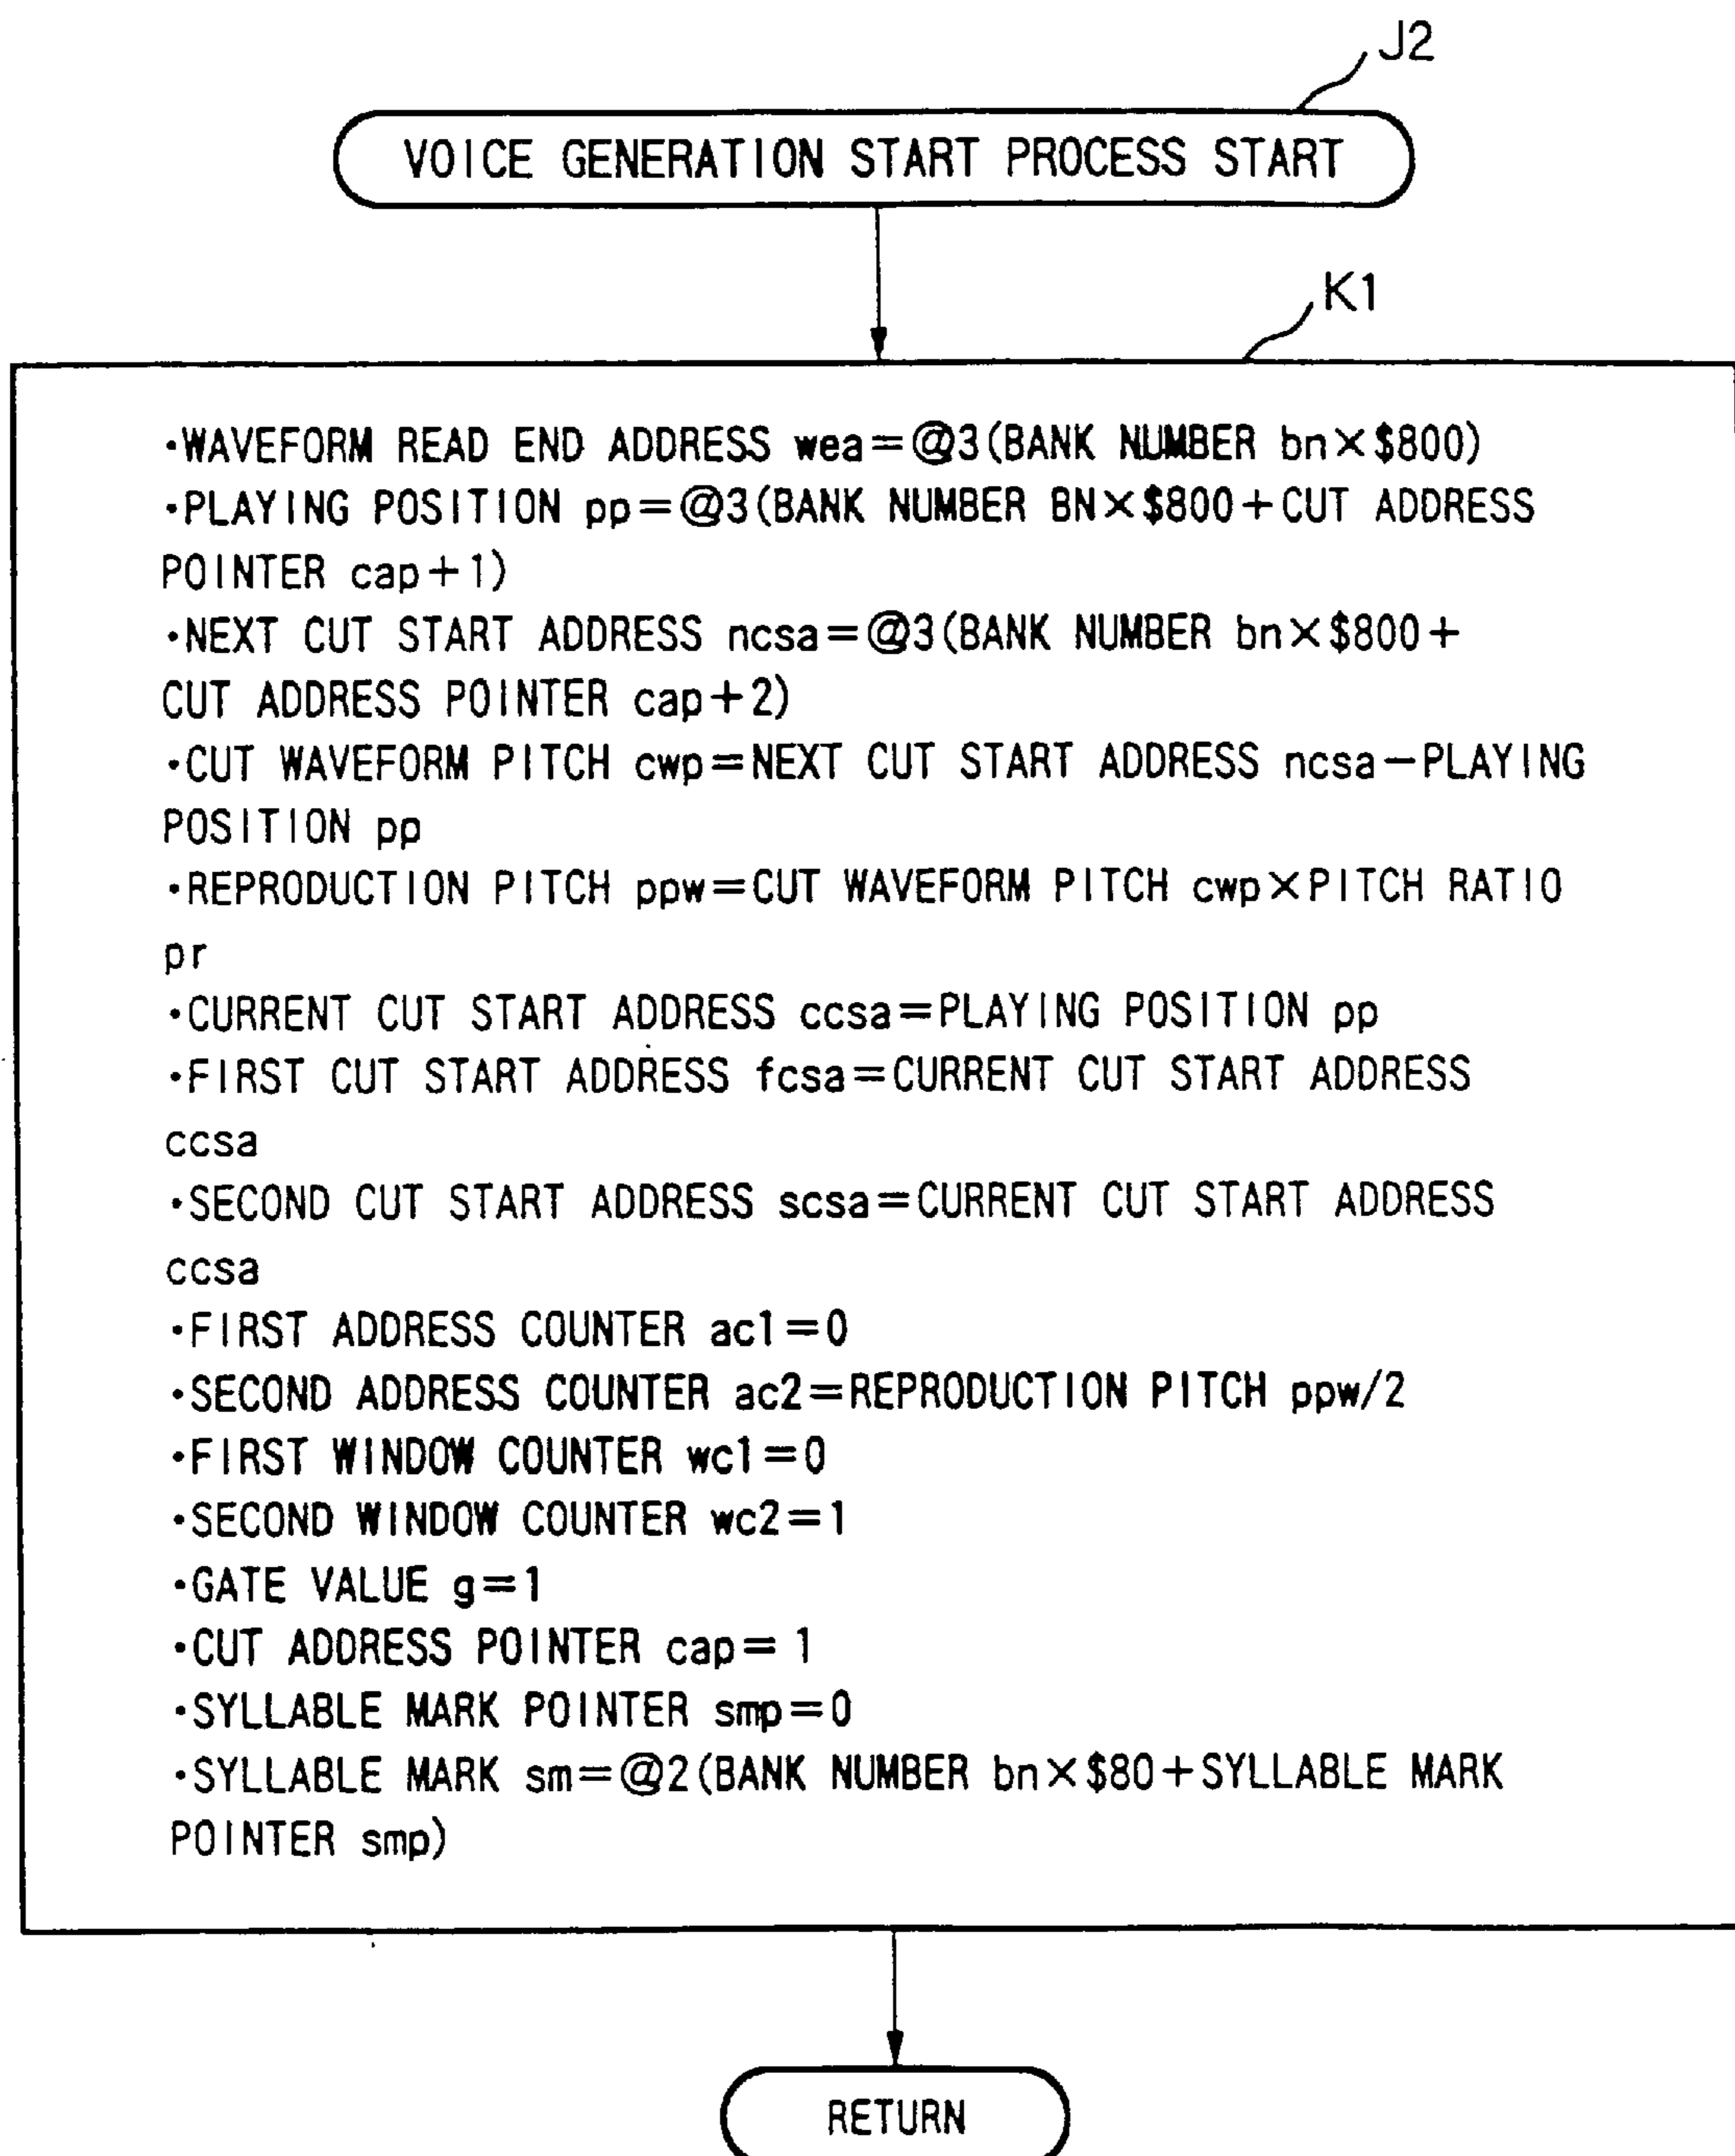 J2
VOICE GENERATION START PROCESS START
K1
·WAVEFORM READ END ADDRESS wea=@3(BANK NUMBER bn×$800)
·PLAYING POSITION pp=@3(BANK NUMBER BN×$800+CUT ADDRESS
POINTER cap+1)
·NEXT CUT START ADDRESS ncsa=@3(BANK NUMBER bn×$800+
CUT ADDRESS POINTER cap+2)
·CUT WAVEFORM PITCH cwp=NEXT CUT START ADDRESS ncsa-PLAYING
POSITION pp
·REPRODUCTION PITCH ppw=CUT WAVEFORM PITCH cwp×PITCH RATIO
pr
·CURRENT CUT START ADDRESS ccsa=PLAYING POSITION pp
·FIRST CUT START ADDRESS fcsa=CURRENT CUT START ADDRESS
ccsa
·SECOND CUT START ADDRESS scsa=CURRENT CUT START ADDRESS
ccsa
·FIRST ADDRESS COUNTER ac1=0
·SECOND ADDRESS COUNTER ac2=REPRODUCTION PITCH ppw/2
·FIRST WINDOW COUNTER wc1=0
·SECOND WINDOW COUNTER wc2=1
·GATE VALUE g=1
·CUT ADDRESS POINTER cap=1
·SYLLABLE MARK POINTER smp=0
·SYLLABLE MARK sm=@2(BANK NUMBER bn×$80+SYLLABLE MARK
POINTER smp)
RETURN